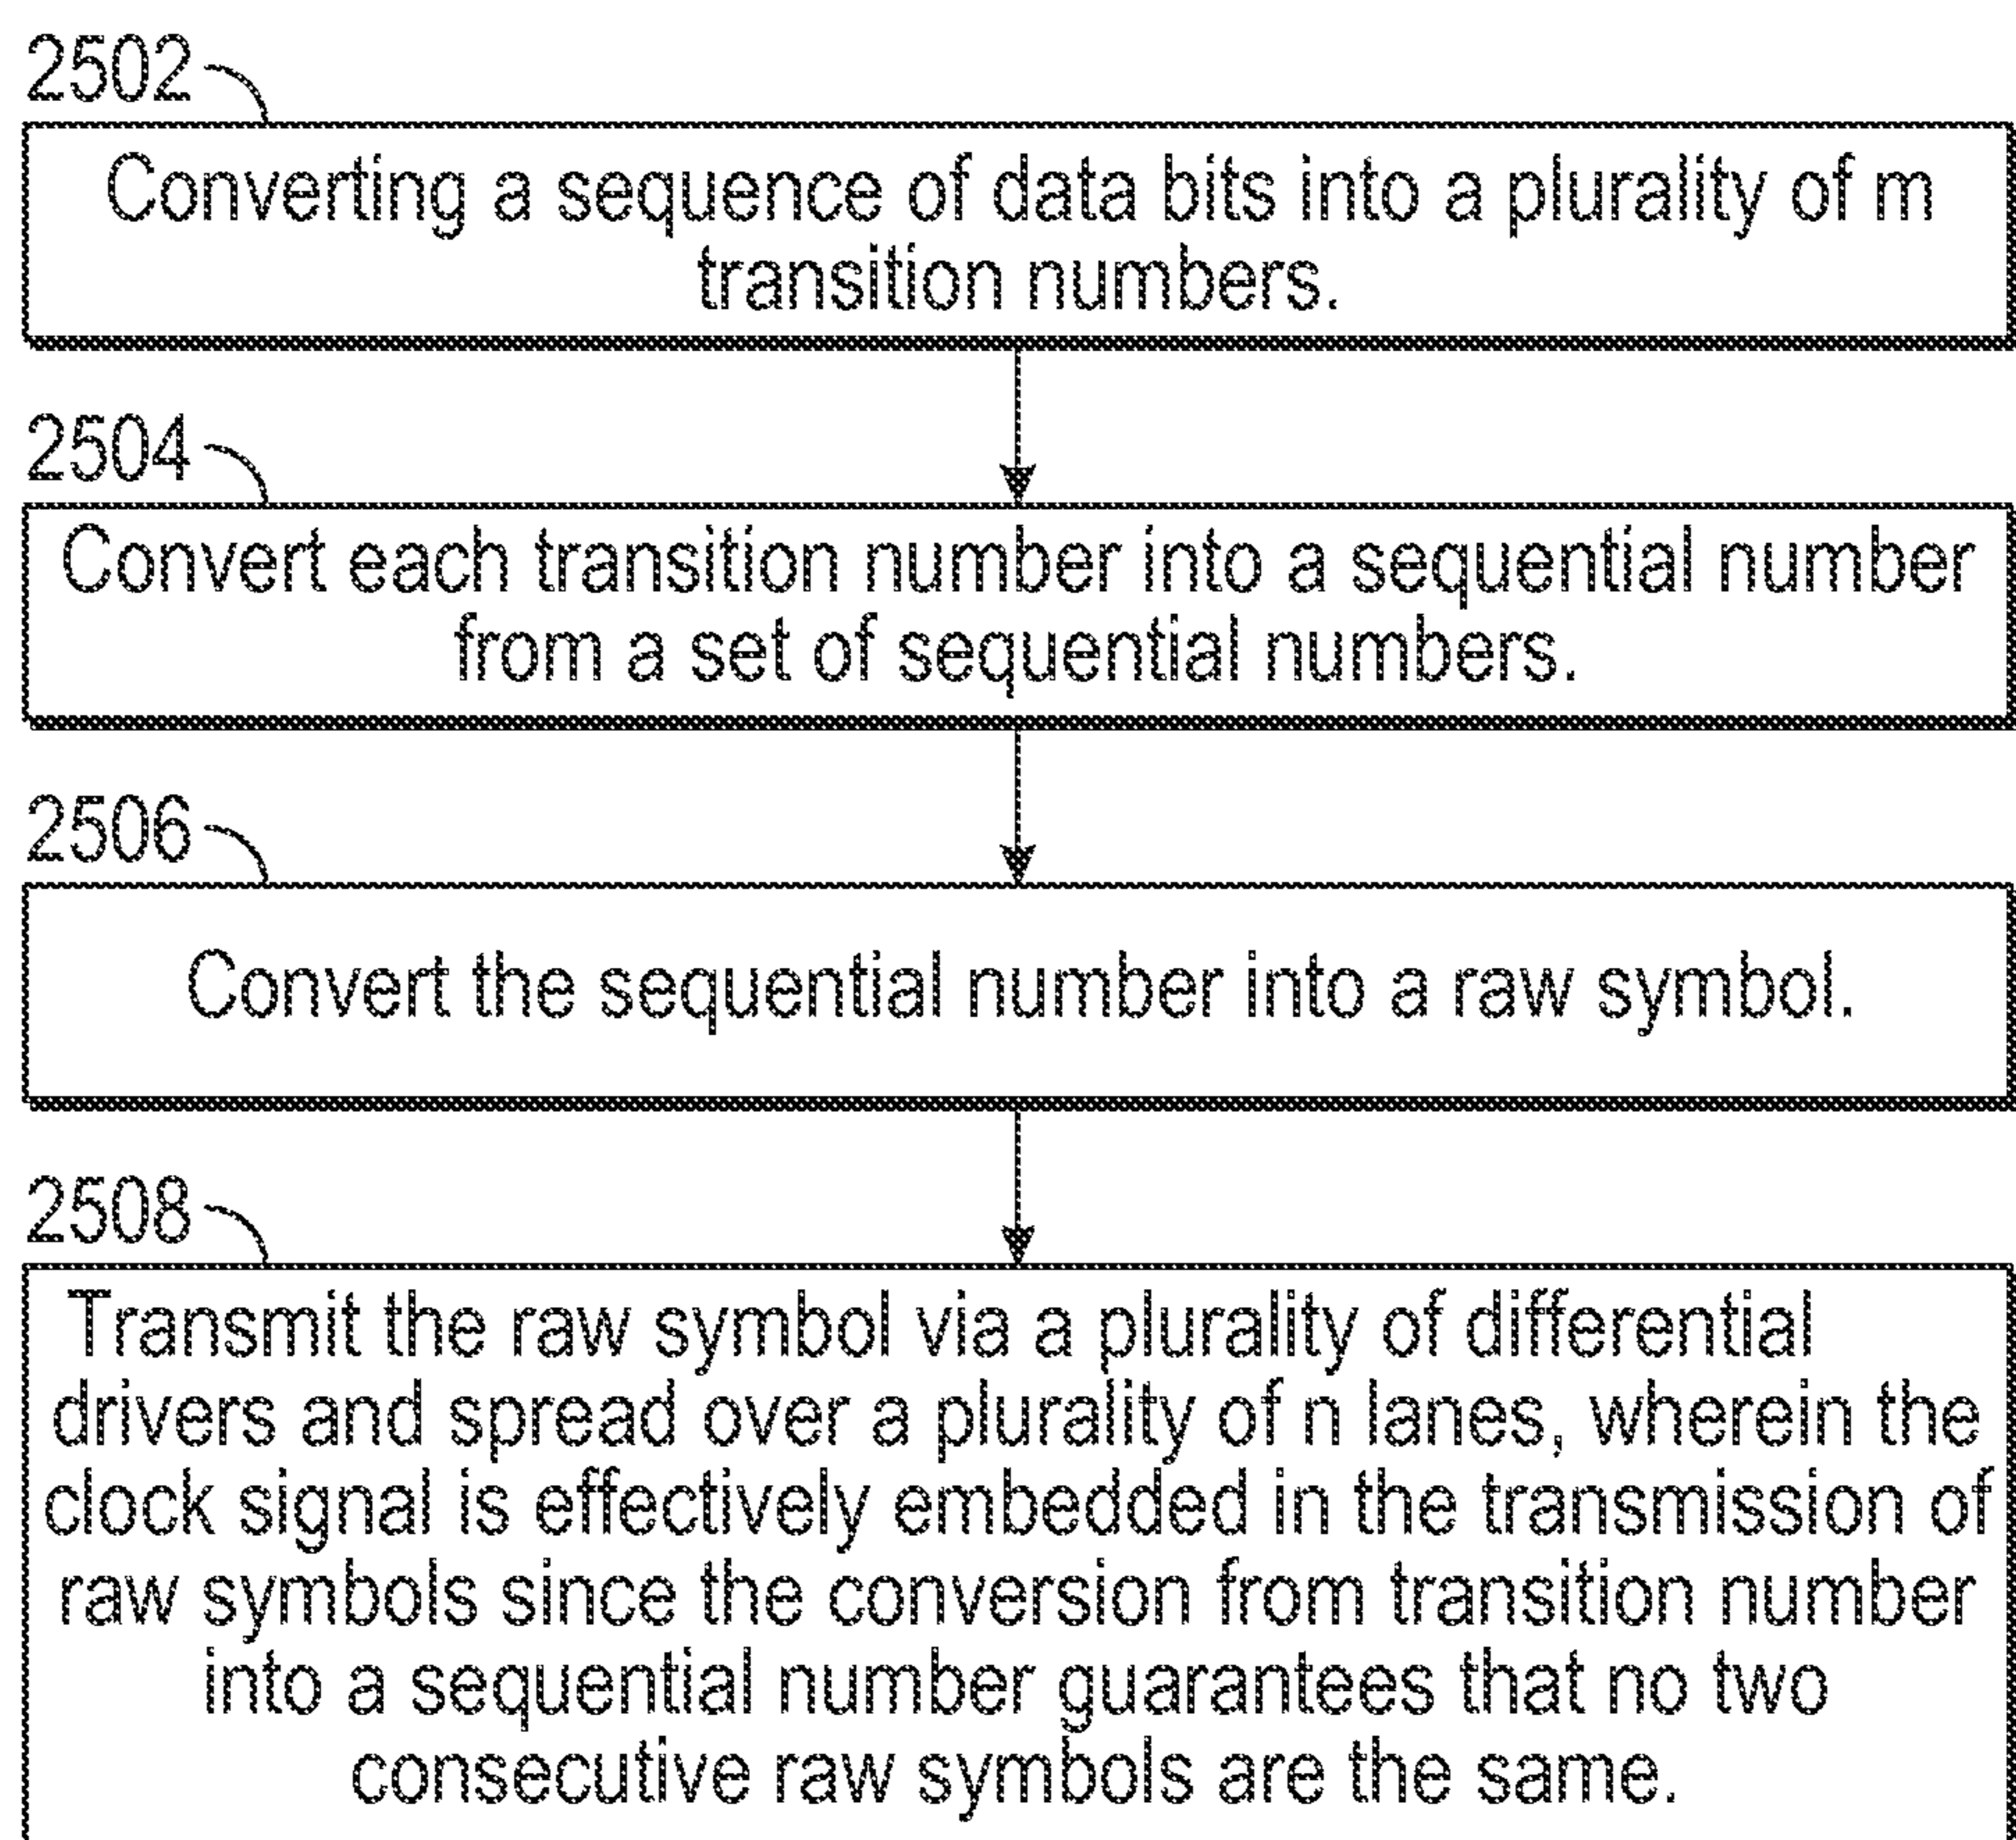 2502
Converting a sequence of data bits into a plurality of m
transition numbers.
2504
Convert each transition number into a sequential number
from a set of sequential numbers.
2506
Convert the sequential number into a raw symbol.
2508
Transmit the raw symbol via a plurality of differential
drivers and spread over a plurality of n lanes, wherein the
clock signal is effectively embedded in the transmission of
raw symbols since the conversion from transition number
into a sequential number guarantees that no two
consecutive raw symbols are the same.